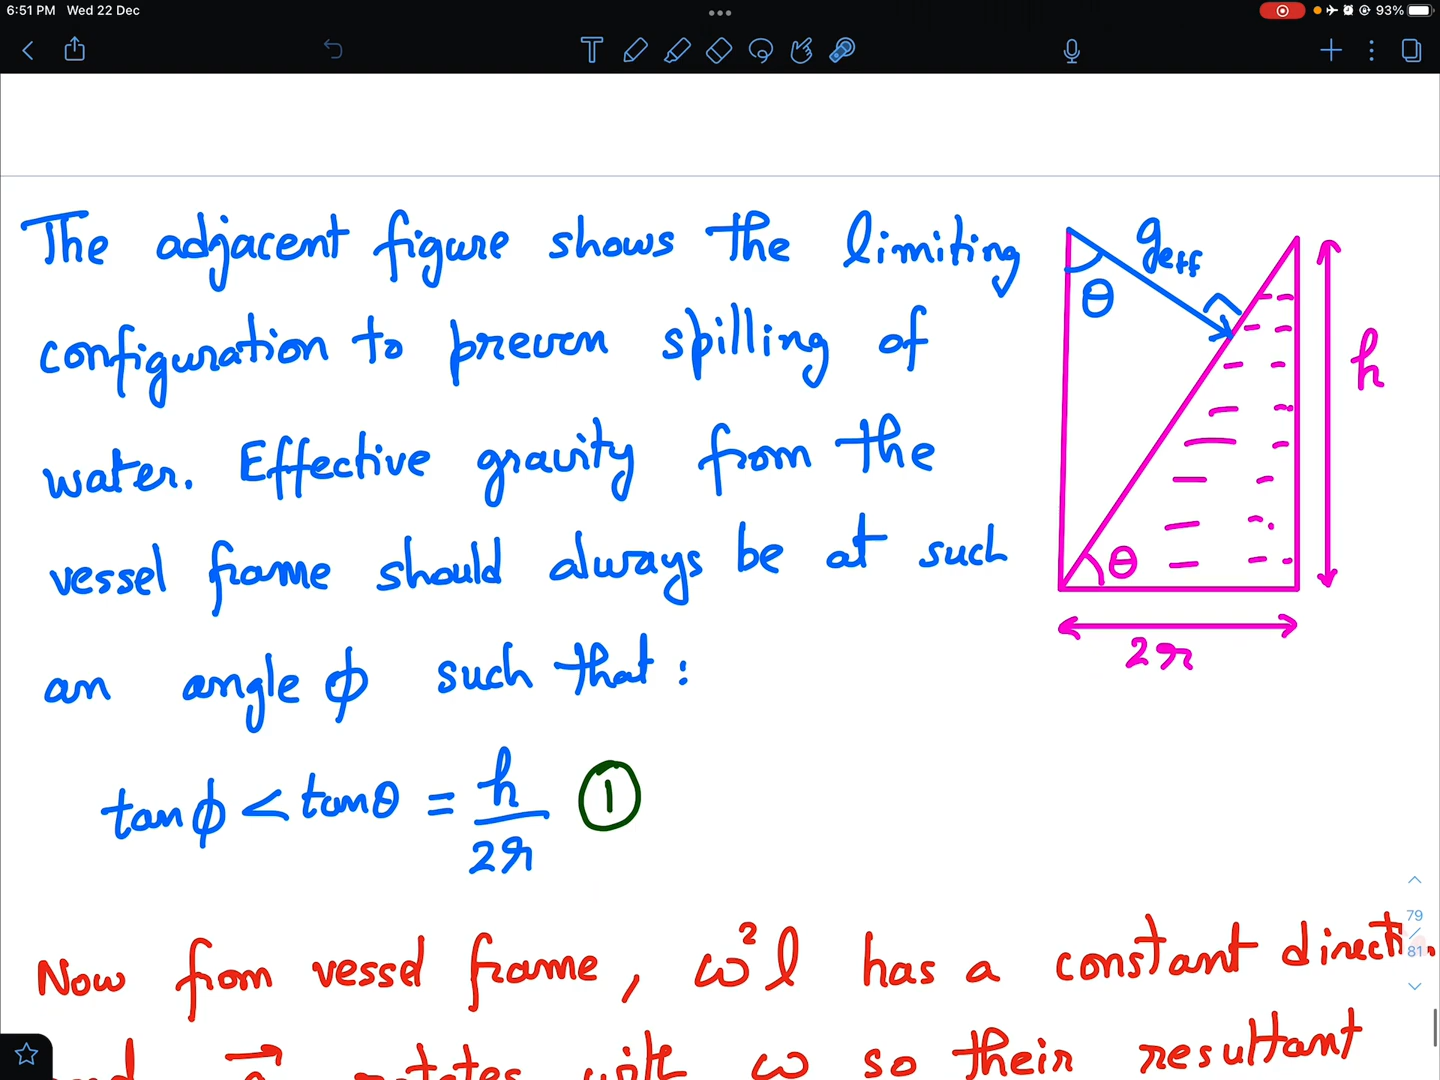 6:51 PM Wed 22 Dec
93%
The adjacent figure shows the limiting
configuration to preven spilling of
water. Effective gravity from the
vessel frame should always be at such
an angle ϕ such that :
tanϕ < tanθ = h/2r ①
geff
θ
h
θ
2r
79
/
81
Now from vessel frame, ω²l has a constant directi.
rotates with ω so their resultant